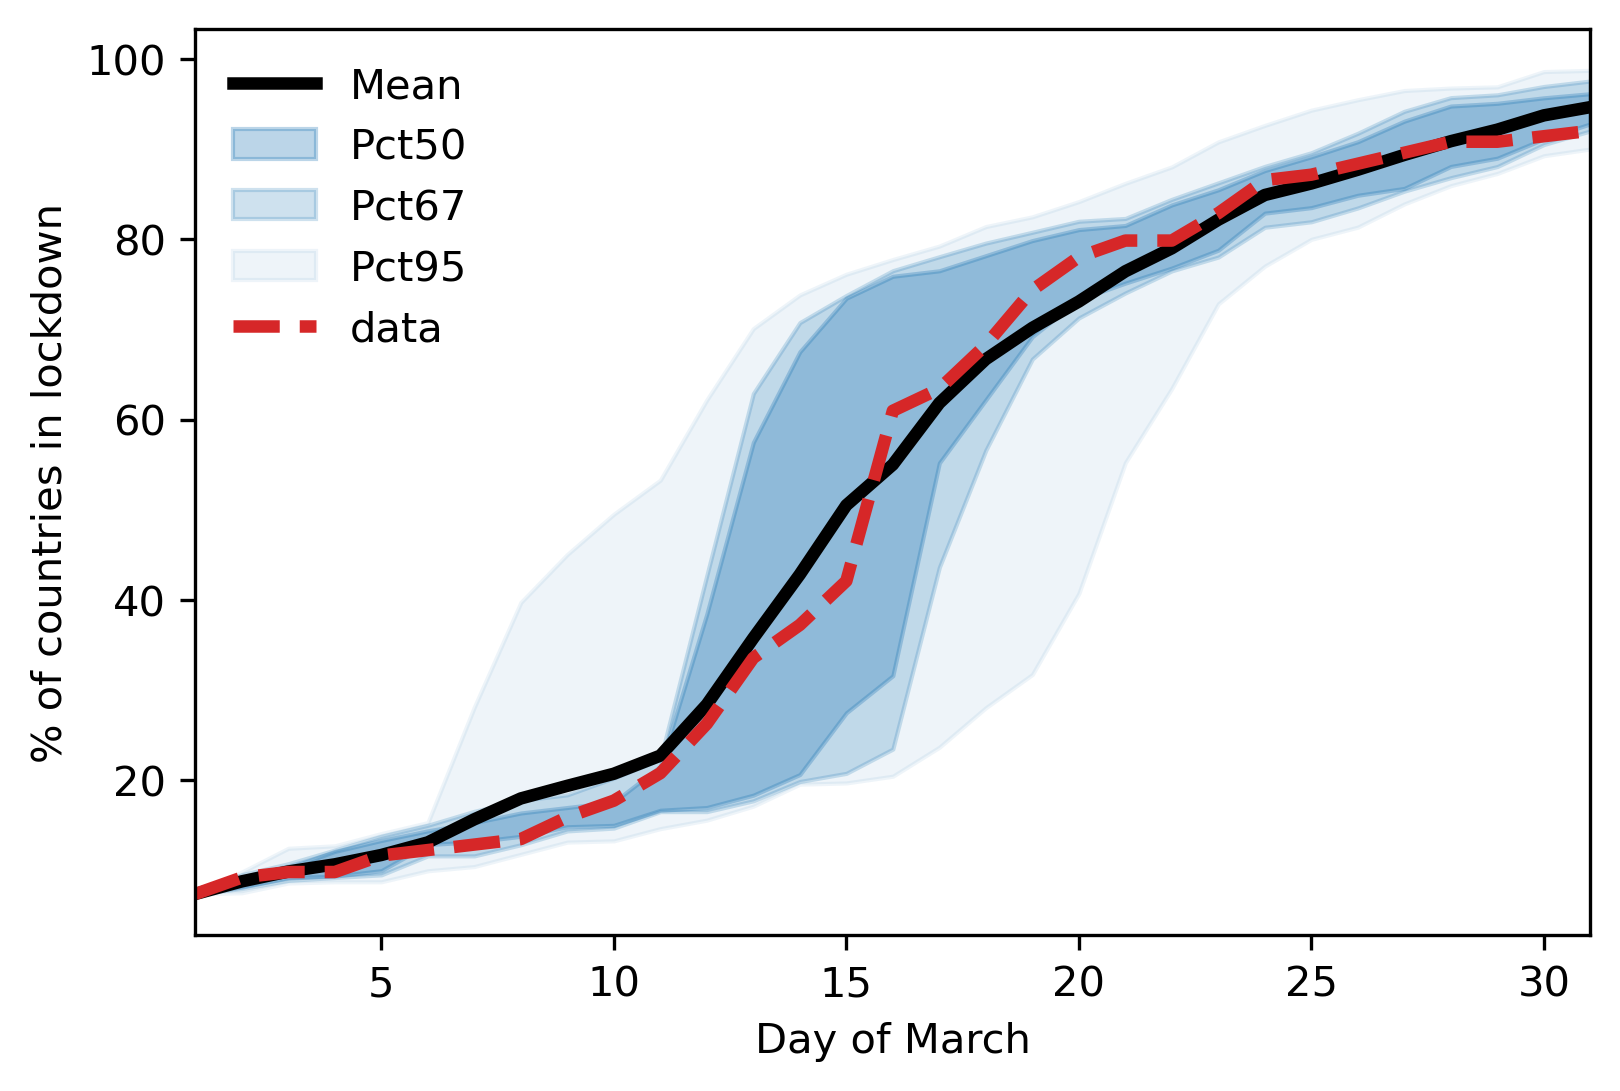 100
80
60
40
20
% of countries in lockdown
Mean
Pct50
Pct67
Pct95
data
5 10 15 20 25 30
Day of March